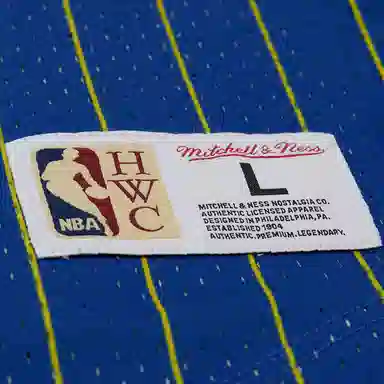 NBA
H
W
C
Mitchell & Ness
L
MITCHELL & NESS NOSTALGIA CO.
AUTHENTIC LICENSED APPAREL
DESIGNED IN PHILADELPHIA, PA.
ESTABLISHED 1904
AUTHENTIC. PREMIUM. LEGENDARY.